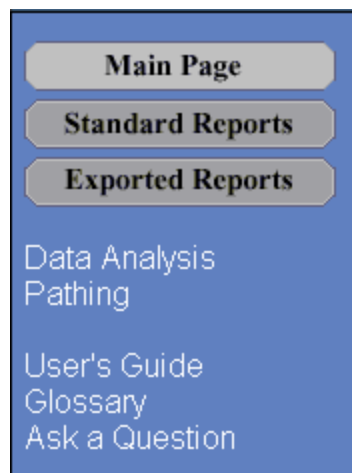 Main Page
Standard Reports
Exported Reports
Data Analysis
Pathing
User's Guide
Glossary
Ask a Question